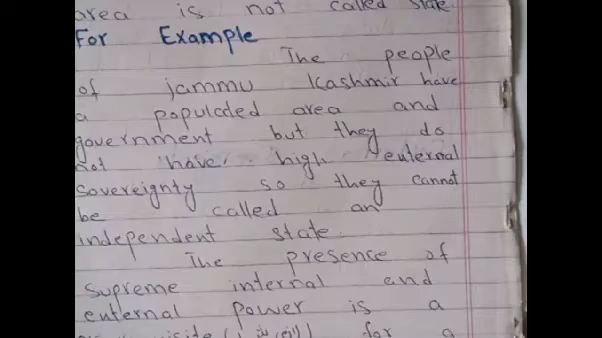 area is not called state
For Example
The people
of jammu Kashmir have
a populated area and
government but they do
not have high euternal
sovereignty so they cannot
be called an
independent state.
The presence of
supreme internal and
euternal power is a
for a